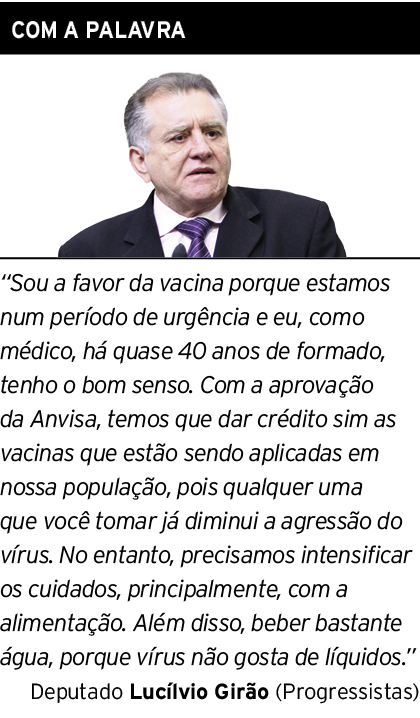 COM A PALAVRA
“Sou a favor da vacina porque estamos
num período de urgência e eu, como
médico, há quase 40 anos de formado,
tenho o bom senso. Com a aprovação
da Anvisa, temos que dar crédito sim as
vacinas que estão sendo aplicadas em
nossa população, pois qualquer uma
que você tomar já diminui a agressão do
vírus. No entanto, precisamos intensificar
os cuidados, principalmente, com a
alimentação. Além disso, beber bastante
água, porque vírus não gosta de líquidos.”
Deputado Lucílvio Girão (Progressistas)